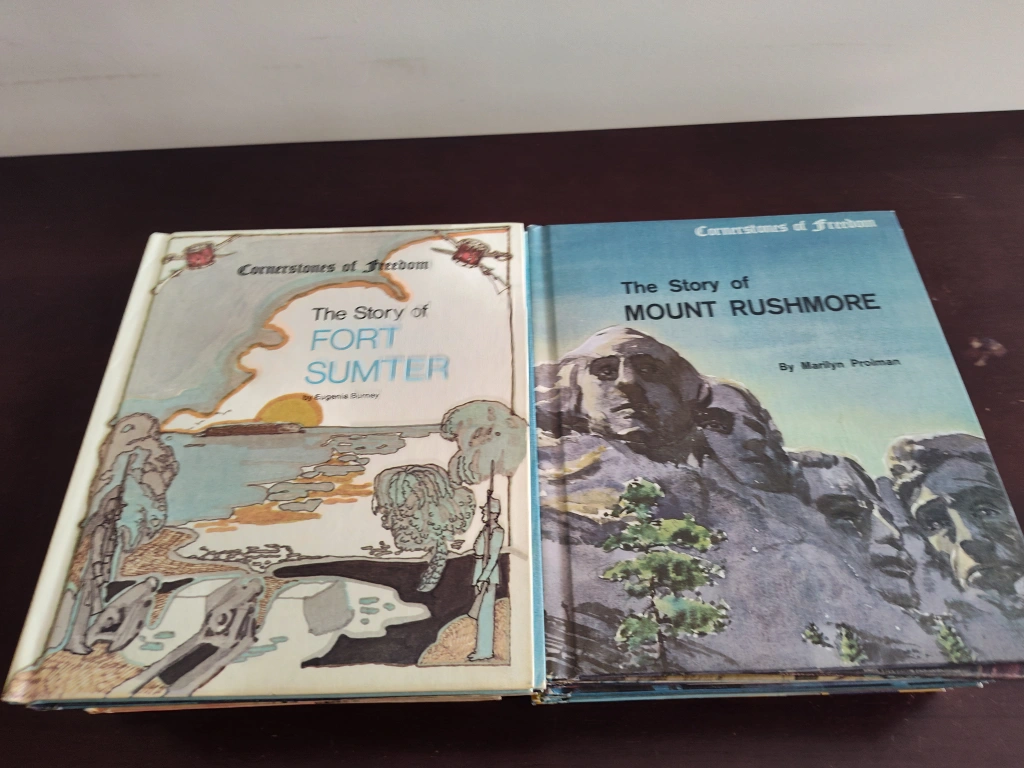 Cornerstones of Freedom
The Story of
FORT
SUMTER
by Eugenia Burney
Cornerstones of Freedom
The Story of
MOUNT RUSHMORE
By Marilyn Prolman